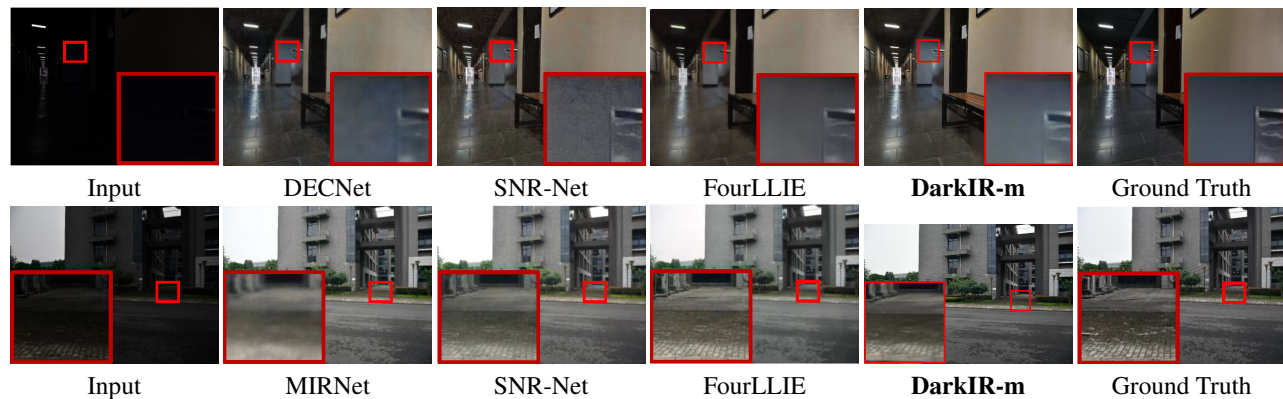 Input DECNet SNR-Net FourLLIE DarkIR-m Ground Truth
Input MIRNet SNR-Net FourLLIE DarkIR-m Ground Truth